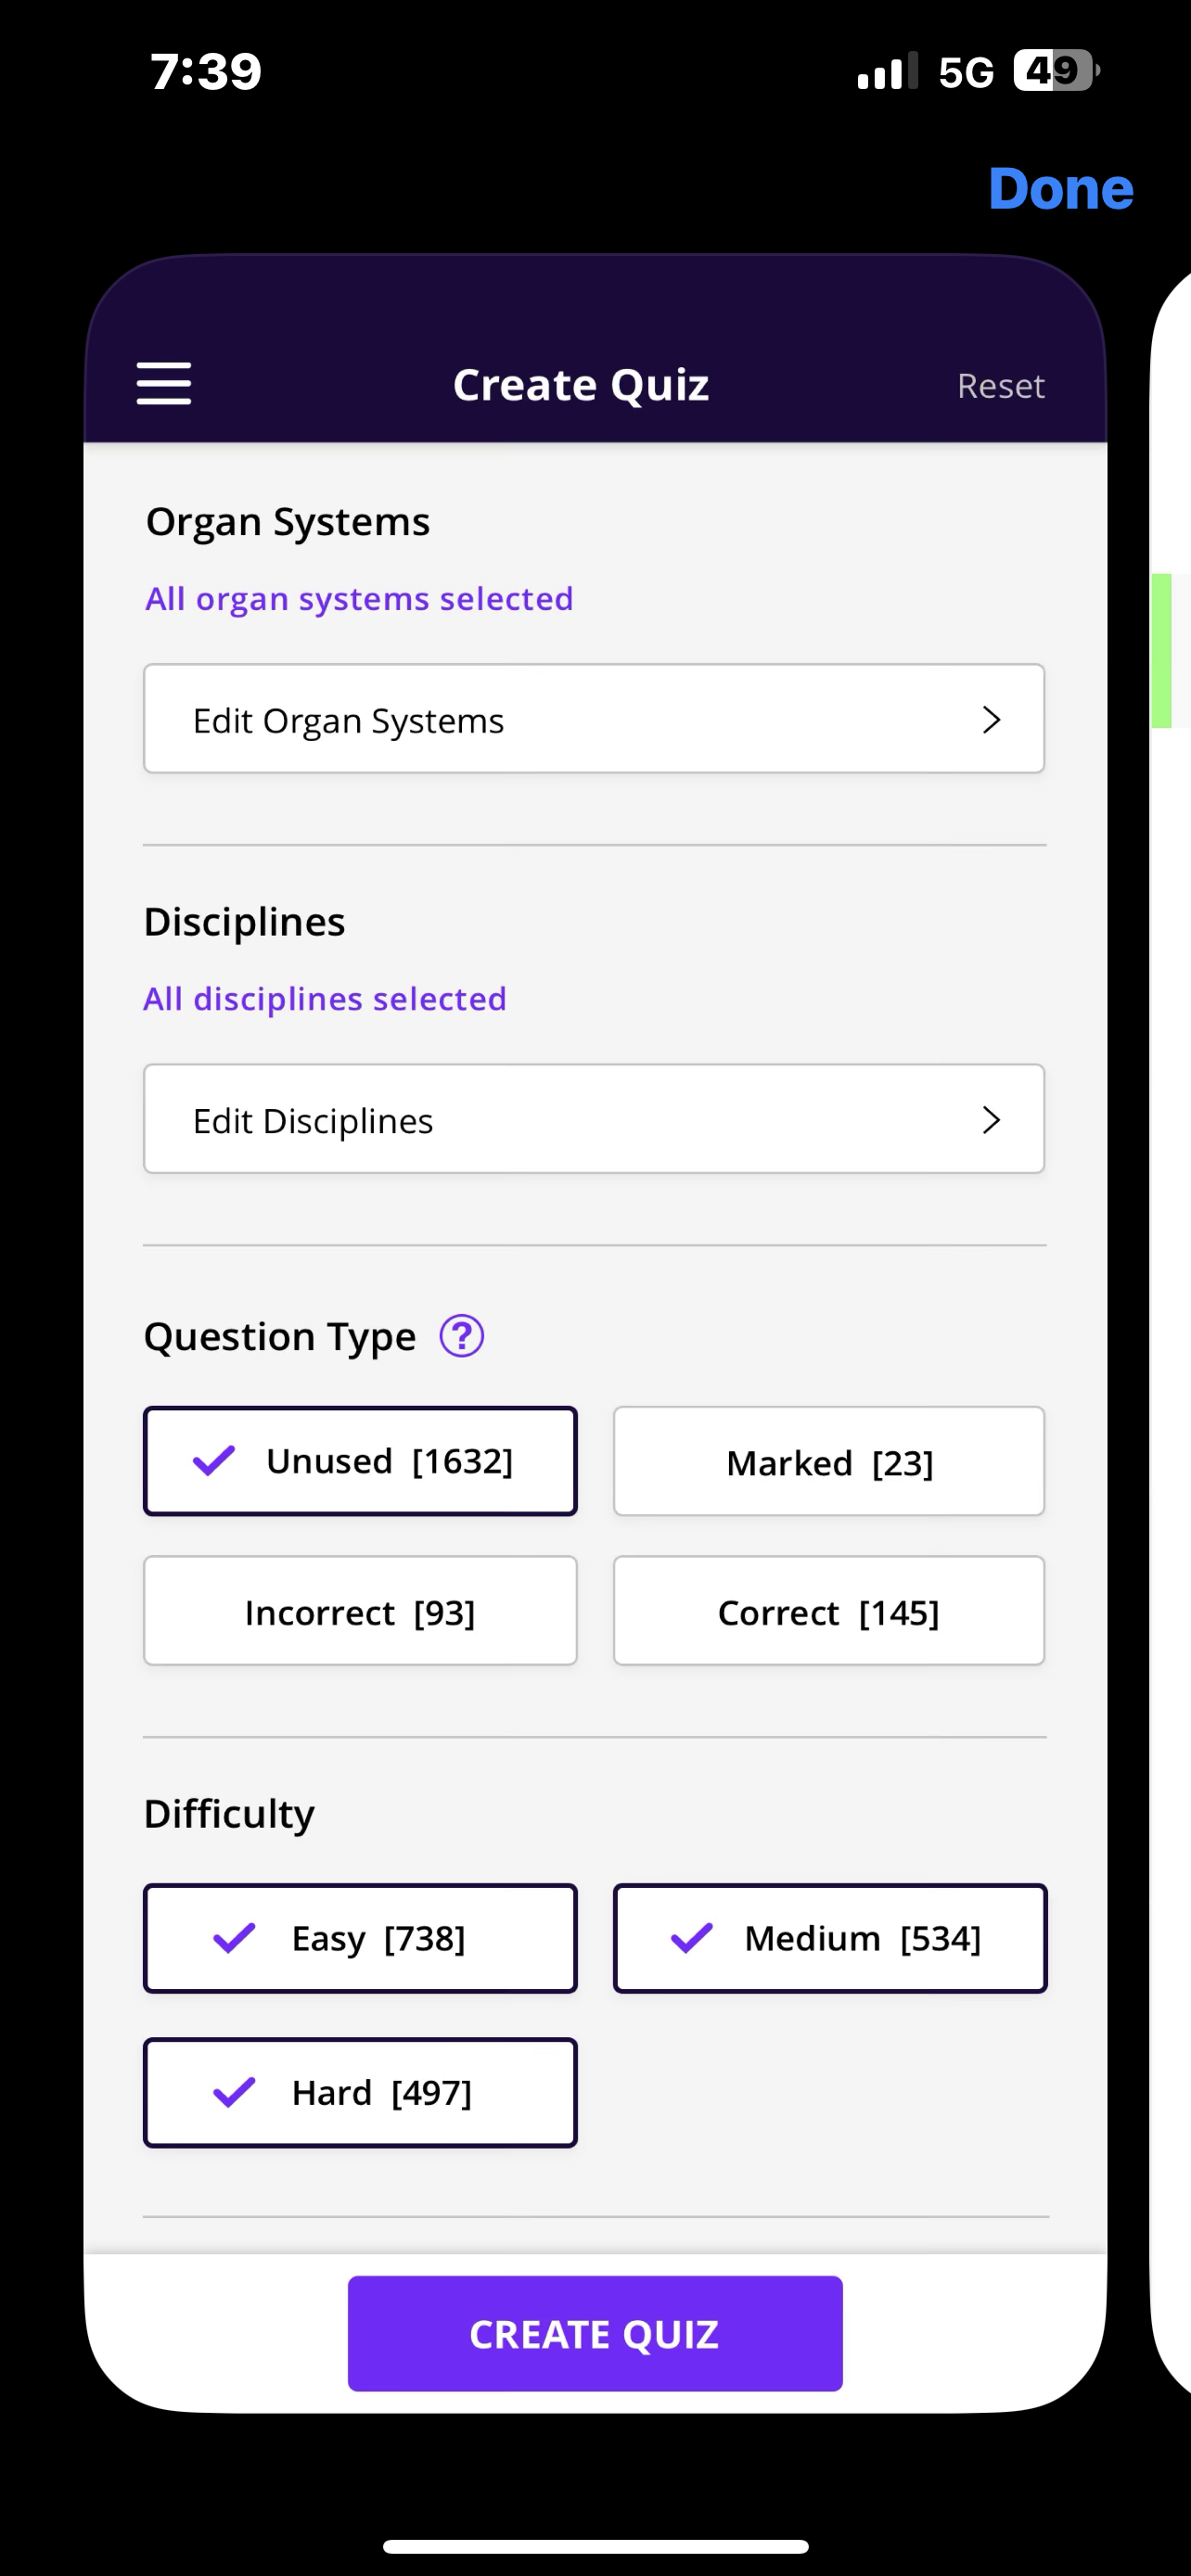 7:39 5G 49
Done
Create Quiz Reset
Organ Systems
All organ systems selected
Edit Organ Systems
Disciplines
All disciplines selected
Edit Disciplines
Question Type ?
Unused [1632] Marked [23]
Incorrect [93] Correct [145]
Difficulty
Easy [738] Medium [534]
Hard [497]
CREATE QUIZ